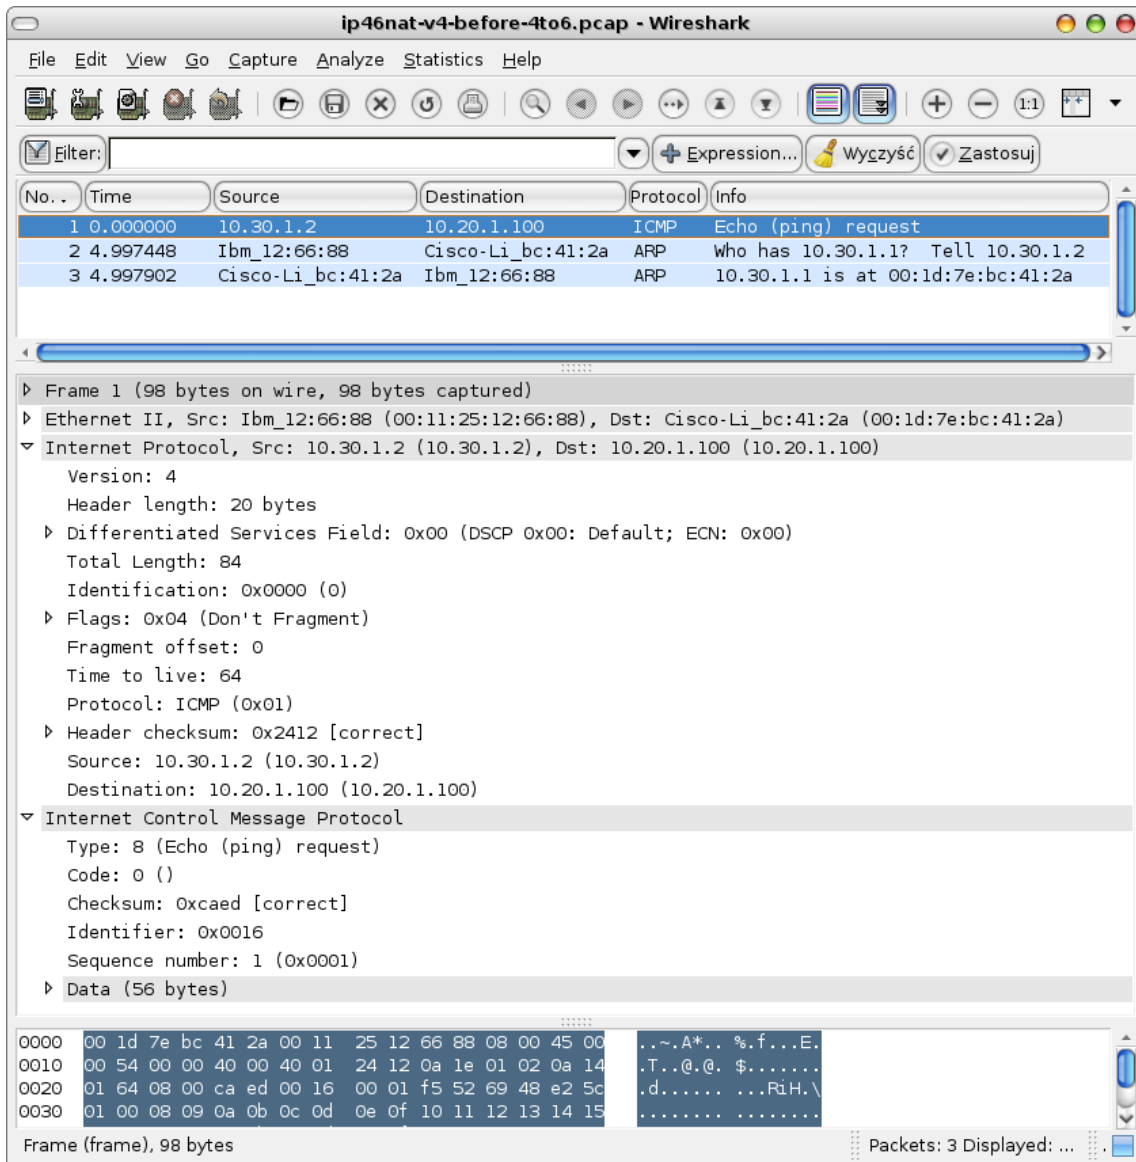 ip46nat-v4-before-4to6.pcap - Wireshark
File Edit View Go Capture Analyze Statistics Help
1:1
Filter: Expression... Wyczyść Zastosuj
No. . Time Source Destination Protocol Info
1 0.000000 10.30.1.2 10.20.1.100 ICMP Echo (ping) request
2 4.997448 Ibm_12:66:88 Cisco-Li_bc:41:2a ARP Who has 10.30.1.1? Tell 10.30.1.2
3 4.997902 Cisco-Li_bc:41:2a Ibm_12:66:88 ARP 10.30.1.1 is at 00:1d:7e:bc:41:2a
Frame 1 (98 bytes on wire, 98 bytes captured)
Ethernet II, Src: Ibm_12:66:88 (00:11:25:12:66:88), Dst: Cisco-Li_bc:41:2a (00:1d:7e:bc:41:2a)
Internet Protocol, Src: 10.30.1.2 (10.30.1.2), Dst: 10.20.1.100 (10.20.1.100)
Version: 4
Header length: 20 bytes
Differentiated Services Field: 0x00 (DSCP 0x00: Default; ECN: 0x00)
Total Length: 84
Identification: 0x0000 (0)
Flags: 0x04 (Don't Fragment)
Fragment offset: 0
Time to live: 64
Protocol: ICMP (0x01)
Header checksum: 0x2412 [correct]
Source: 10.30.1.2 (10.30.1.2)
Destination: 10.20.1.100 (10.20.1.100)
Internet Control Message Protocol
Type: 8 (Echo (ping) request)
Code: 0 ()
Checksum: 0xcaed [correct]
Identifier: 0x0016
Sequence number: 1 (0x0001)
Data (56 bytes)
0000 00 1d 7e bc 41 2a 00 11 25 12 66 88 08 00 45 00 ..~.A*.. %.f...E.
0010 00 54 00 00 40 00 40 01 24 12 0a 1e 01 02 0a 14 .T..@.@. $.......
0020 01 64 08 00 ca ed 00 16 00 01 f5 52 69 48 e2 5c .d...... ...RiH.\
0030 01 00 08 09 0a 0b 0c 0d 0e 0f 10 11 12 13 14 15 ........ ........
Frame (frame), 98 bytes Packets: 3 Displayed: ... .